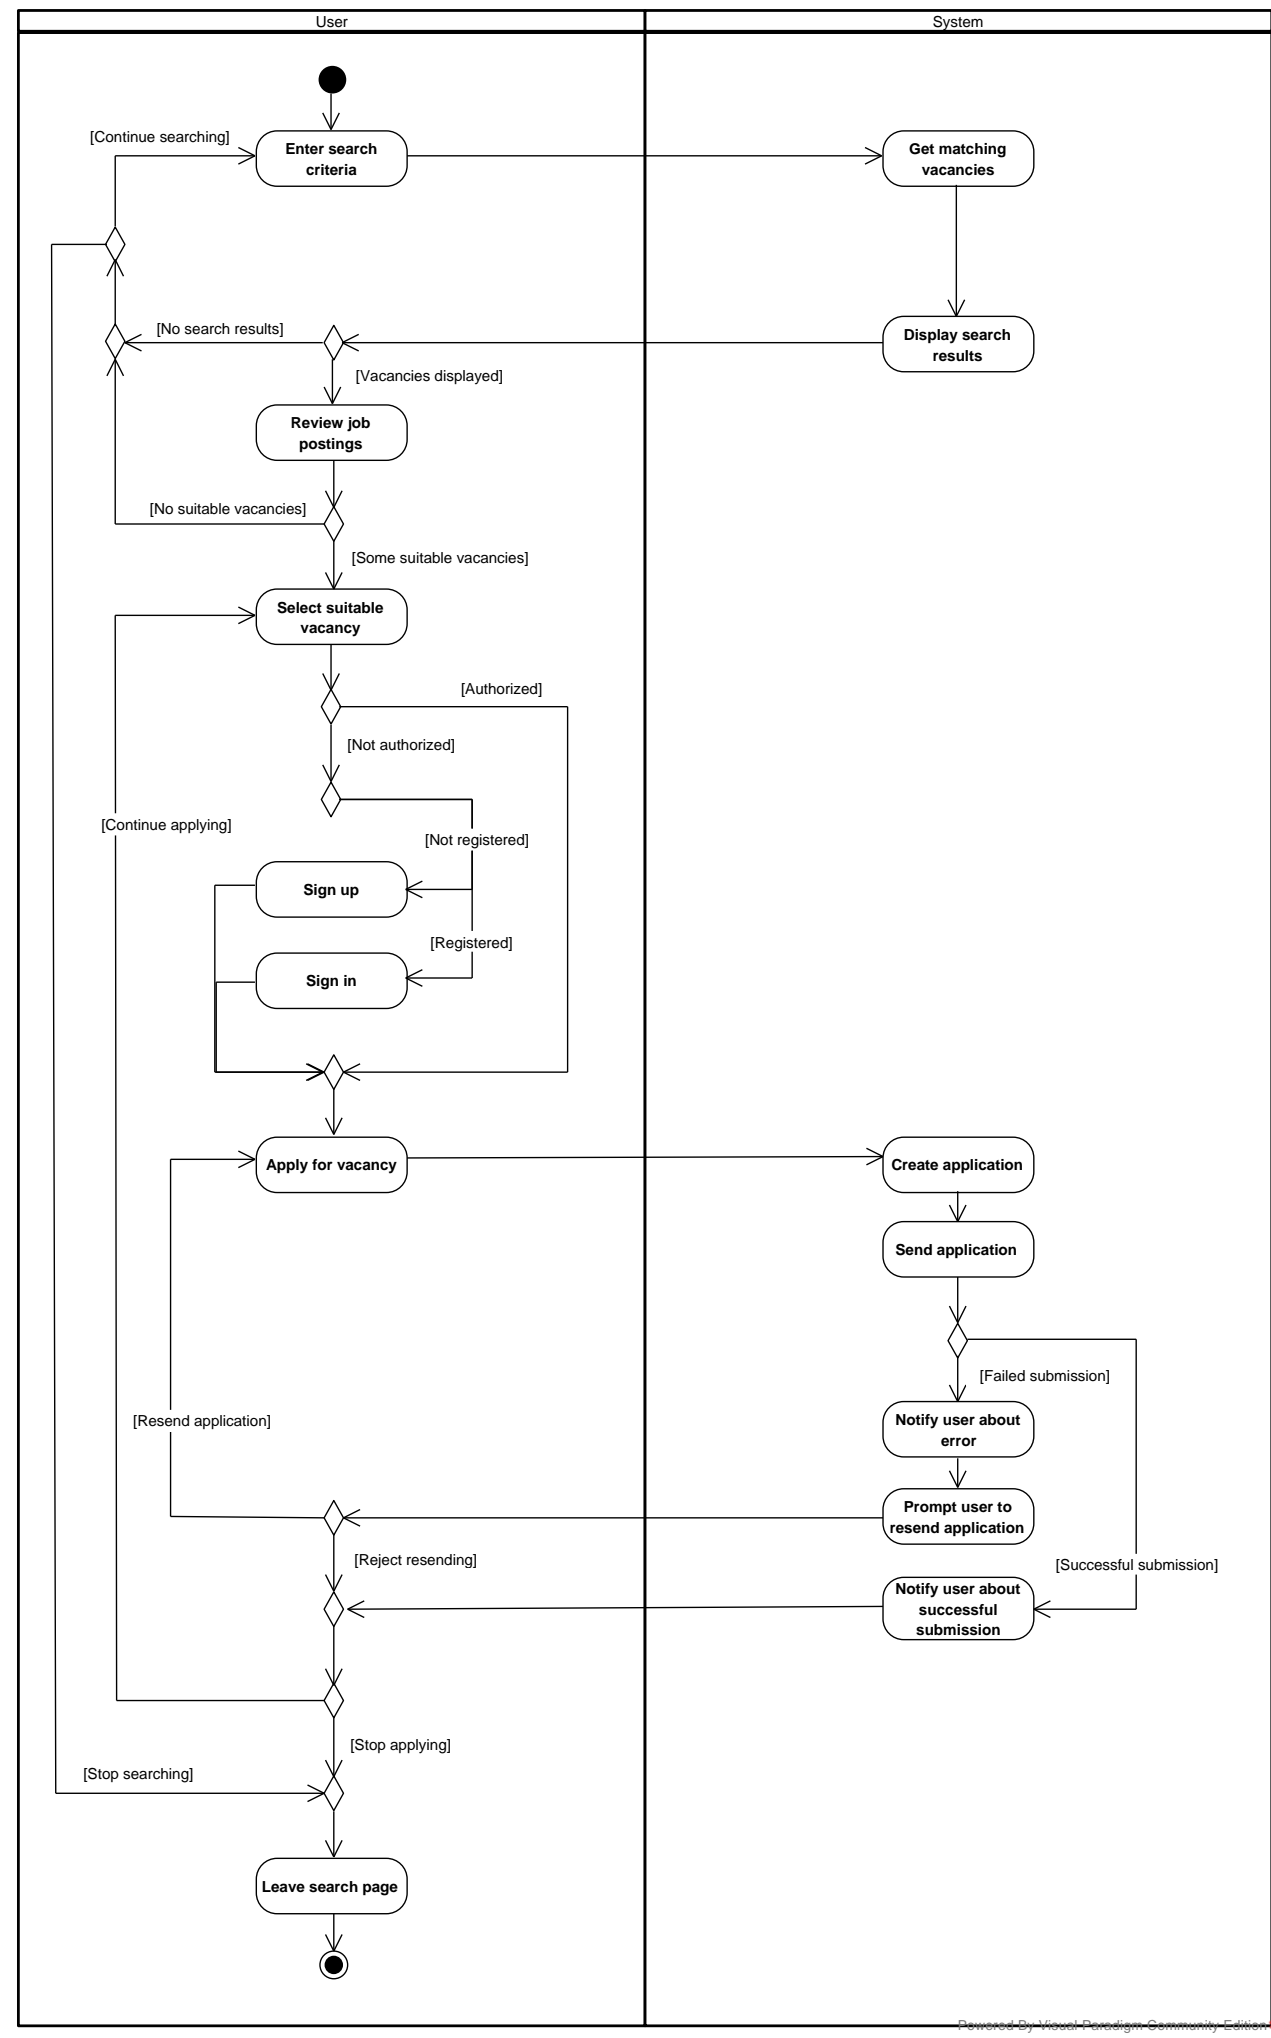 User
System
[Continue searching]
Enter search
criteria
Get matching
vacancies
[No search results]
Display search
results
[Vacancies displayed]
Review job
postings
[No suitable vacancies]
[Some suitable vacancies]
Select suitable
vacancy
[Authorized]
[Not authorized]
[Continue applying]
[Not registered]
Sign up
[Registered]
Sign in
Apply for vacancy
Create application
Send application
[Failed submission]
[Resend application]
Notify user about
error
Prompt user to
resend application
[Reject resending]
[Successful submission]
Notify user about
successful
submission
[Stop applying]
[Stop searching]
Leave search page
Powered By Visual Paradigm Community Edition